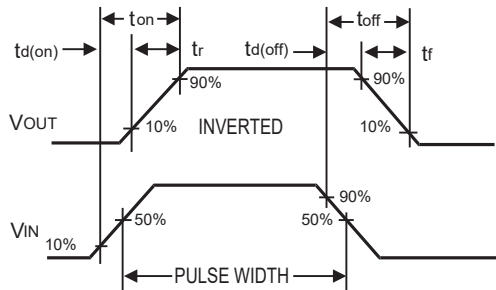 ton
toff
td(on)
tr
td(off)
tf
90%
90%
VOUT
10%
INVERTED
10%
90%
VIN
50%
50%
10%
PULSE WIDTH